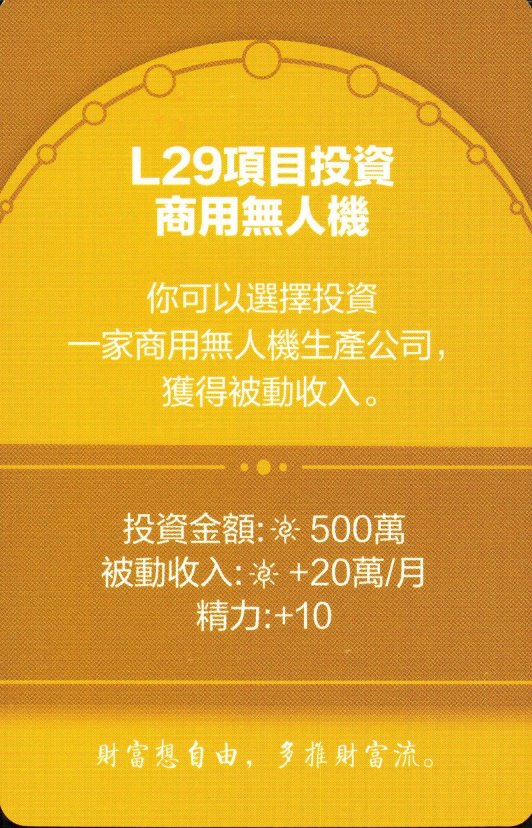 L29項目投資
商用無人機
你可以選擇投資
一家商用無人機生產公司，
獲得被動收入。
投資金額: 500萬
被動收入: +20萬/月
精力:+10
財富想自由，多推財富流。